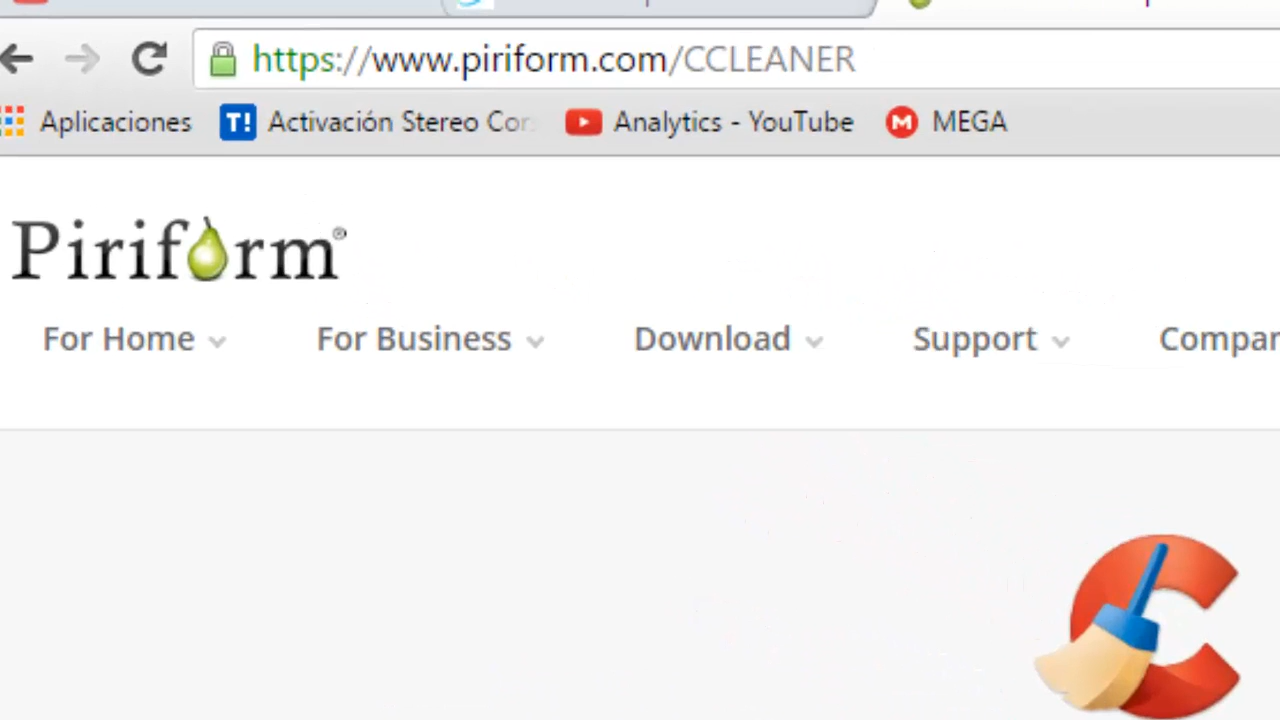 https://www.piriform.com/CCLEANER
Aplicaciones T! Activación Stereo Cor Analytics - YouTube M MEGA
Piriform®
For Home For Business Download Support Compar